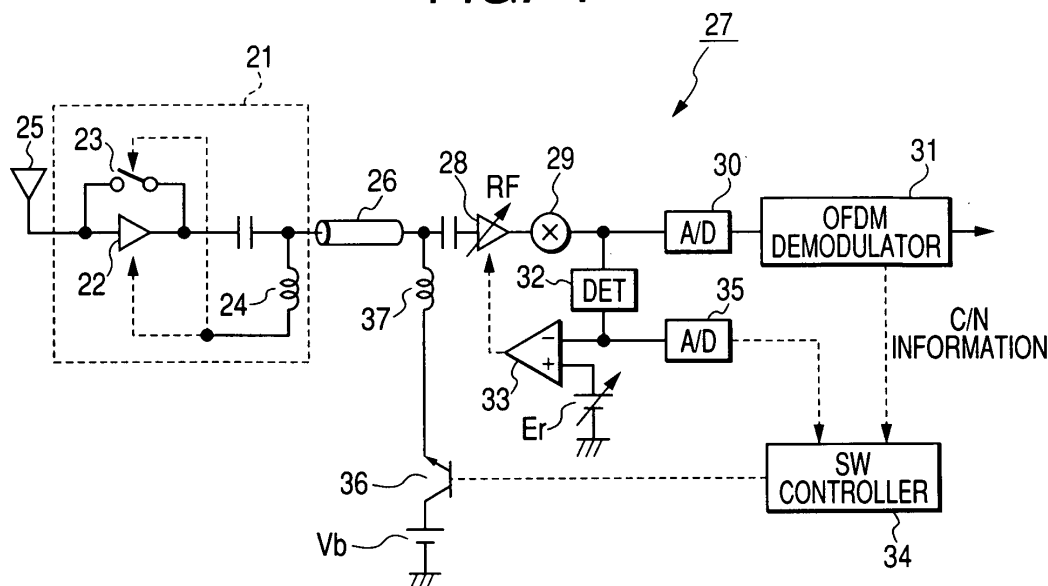 27
21
25
23
22
24
26
28
RF
29
30
A/D
31
OFDM
DEMODULATOR
32
DET
35
A/D
37
33
−
+
Er
C/N
INFORMATION
36
Vb
SW
CONTROLLER
34